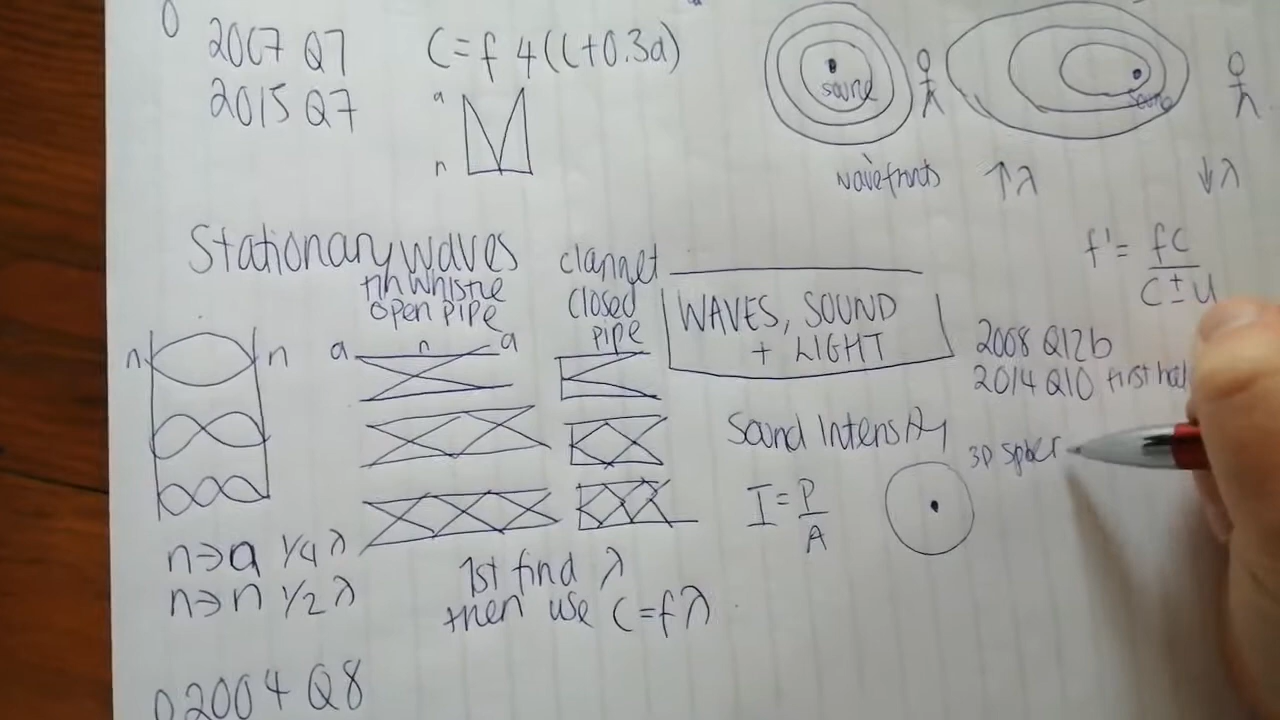 2007 Q7
2015 Q7
C = f 4(l+0.3a)
a
n
source
source
wavefronts
↑λ
↓λ
f' = fc / c ± u
Stationary waves
tin whistle
open pipe
clarinet
closed
pipe
WAVES, SOUND
+ LIGHT
2008 Q12b
2014 Q10 first hal
n
n
a
n
a
Sound Intensity
I = P / A
3D spher
n→a 1/4 λ
n→n 1/2 λ
1st find λ
then use C=fλ
2004 Q8